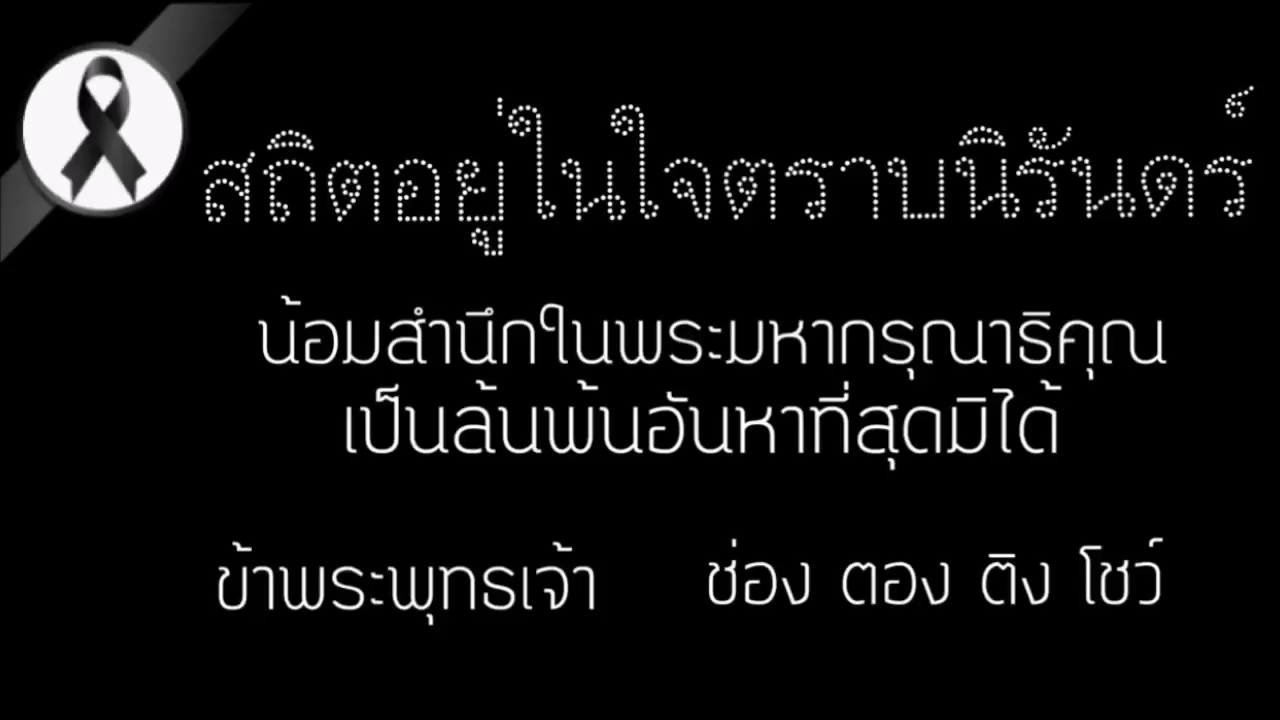 สถิตอยู่ในใจตราบนิรันดร์
น้อมสำนึกในพระมหากรุณาธิคุณ
เป็นล้นพ้นอันหาที่สุดมิได้
ข้าพระพุทธเจ้า ช่อง ตอง ติง โชว์